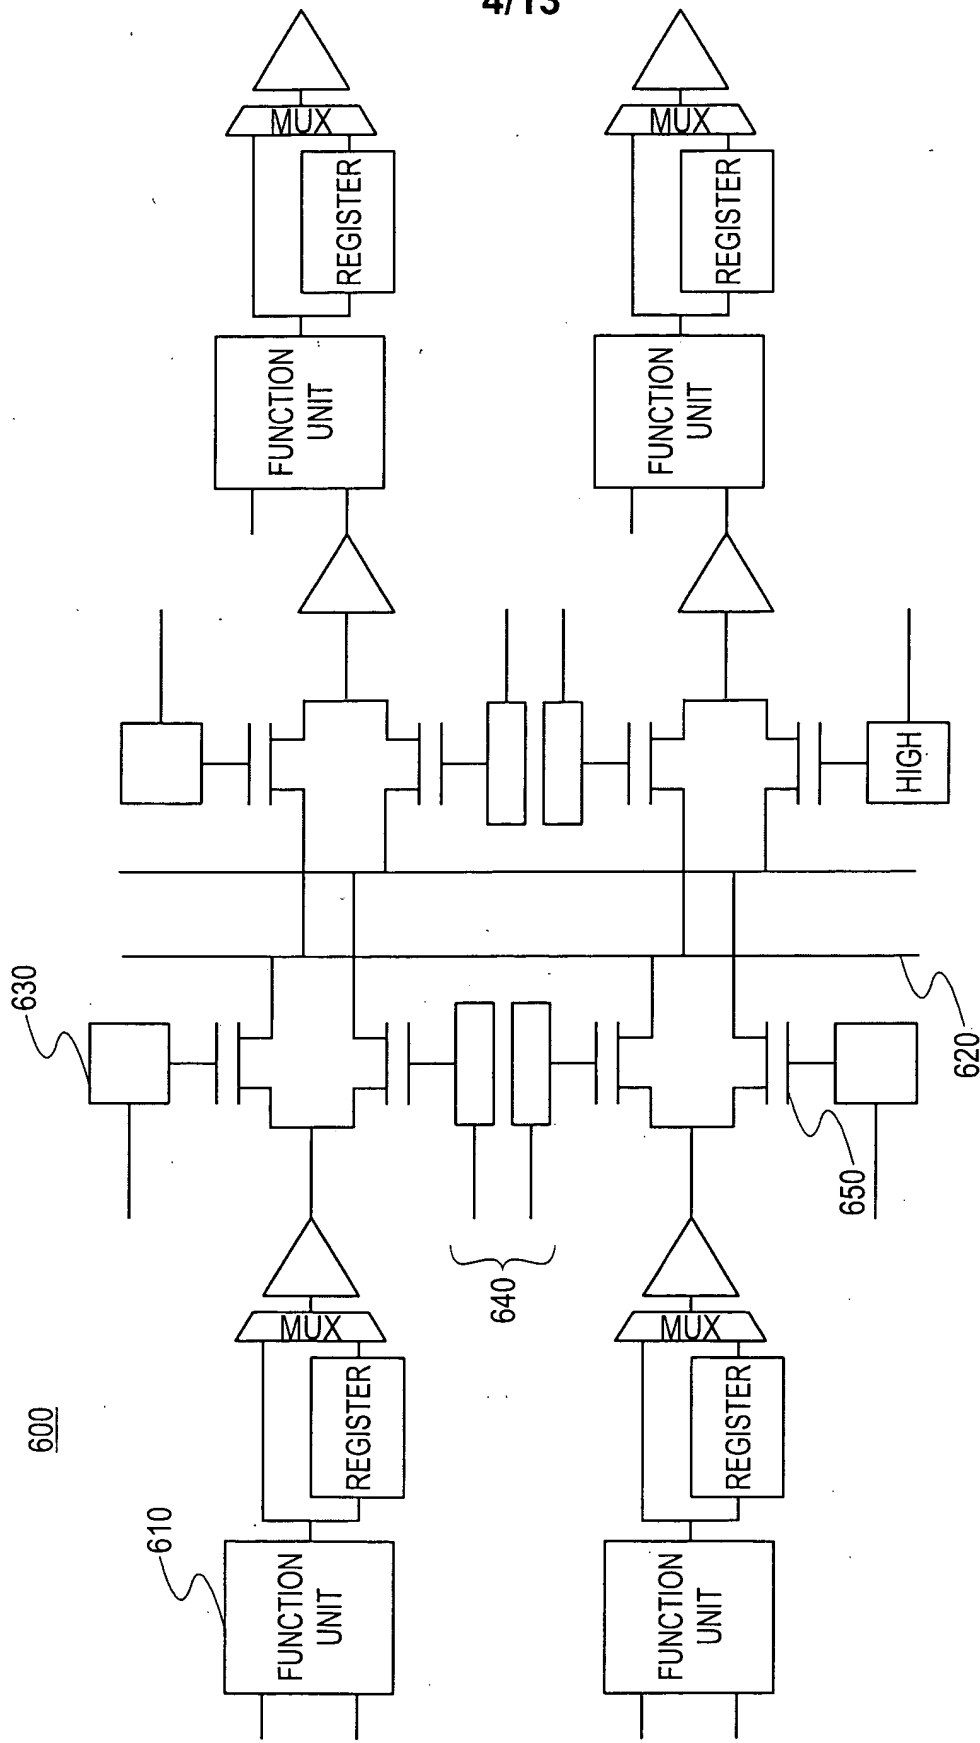 4/13
MUX
MUX
REGISTER
REGISTER
FUNCTION
UNIT
FUNCTION
UNIT
HIGH
630
620
650
640
MUX
MUX
600
REGISTER
REGISTER
610
FUNCTION
UNIT
FUNCTION
UNIT